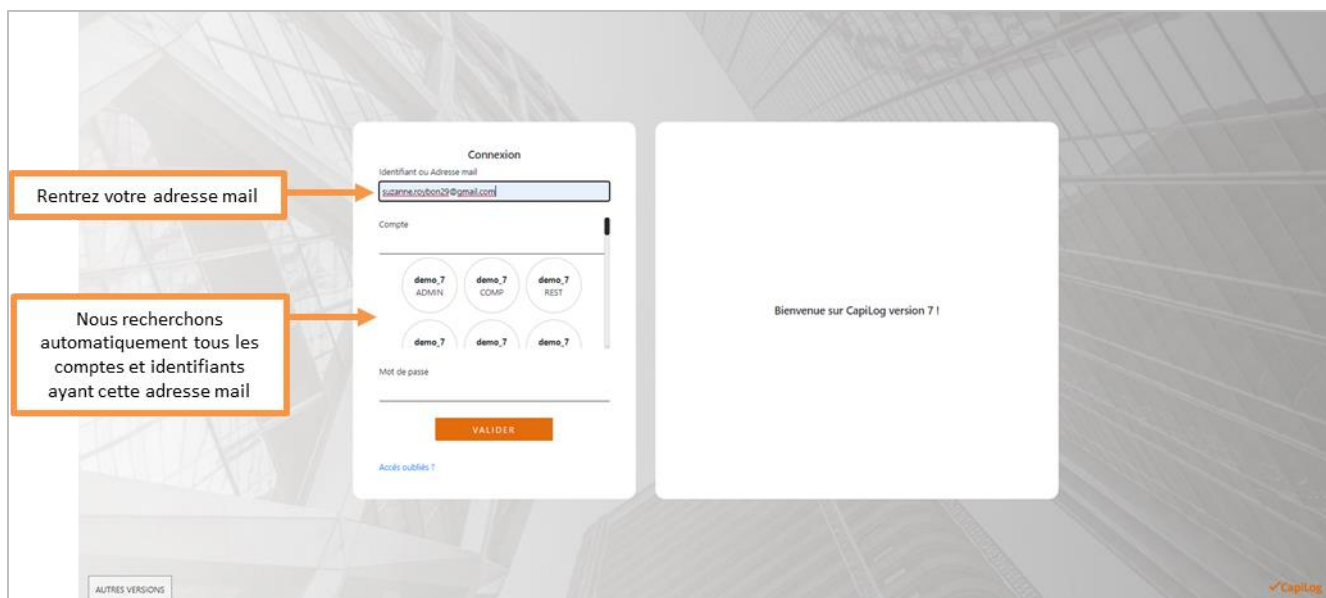 Connexion
Identifiant ou Adresse mail
Rentrez votre adresse mail
suzanne.roybon29@gmail.com
Compte
demo_7 demo_7 demo_7
ADMIN COMP REST
Nous recherchons
automatiquement tous les
comptes et identifiants
ayant cette adresse mail
demo_7 demo_7 demo_7
Bienvenue sur CapiLog version 7 !
Mot de passe
VALIDER
Accès oubliés ?
AUTRES VERSIONS
CapiLog